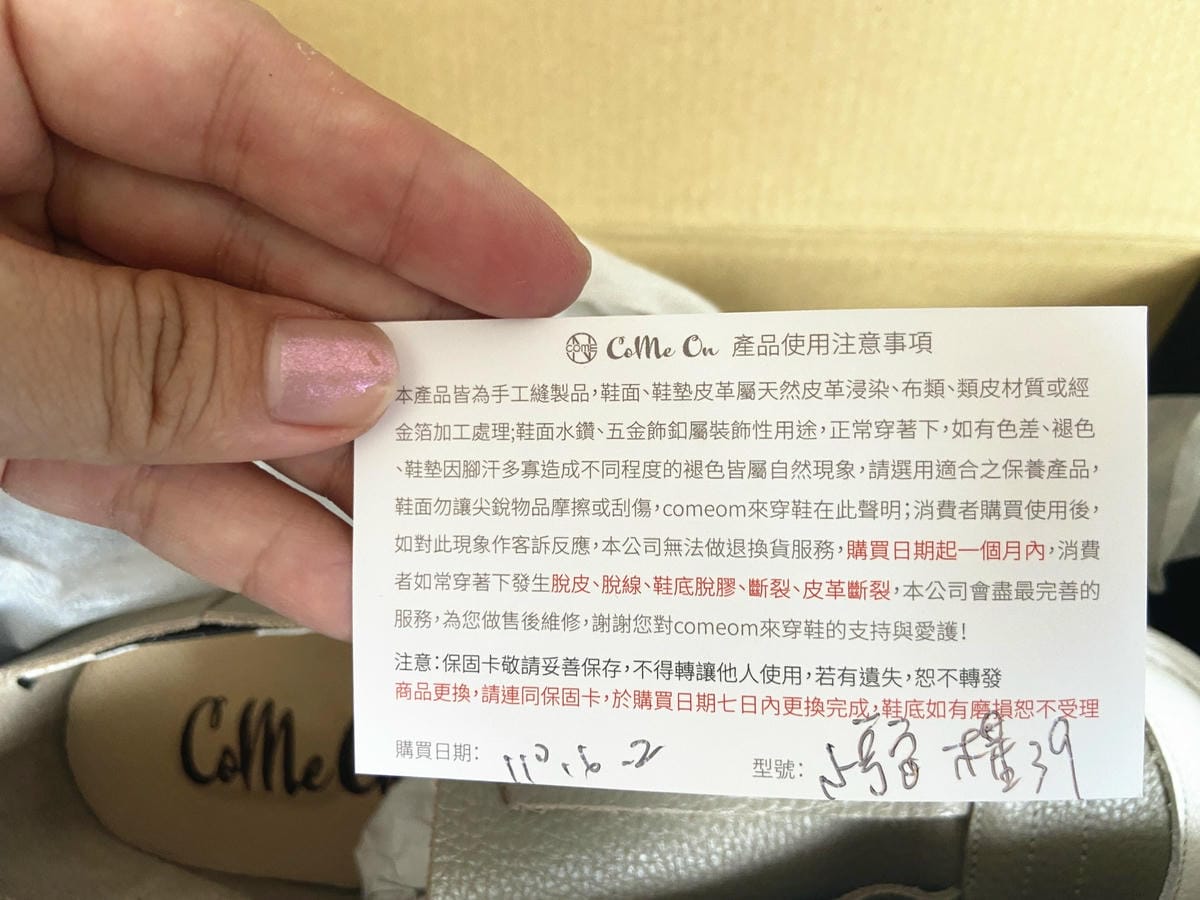 COME CoMe On 產品使用注意事項
本產品皆為手工縫製品,鞋面、鞋墊皮革屬天然皮革浸染、布類、類皮材質或經
金箔加工處理;鞋面水鑽、五金飾釦屬裝飾性用途,正常穿著下,如有色差、褪色
、鞋墊因腳汗多寡造成不同程度的褪色皆屬自然現象,請選用適合之保養產品,
鞋面勿讓尖銳物品摩擦或刮傷,comeom來穿鞋在此聲明;消費者購買使用後,
如對此現象作客訴反應,本公司無法做退換貨服務,購買日期起一個月內,消費
者如常穿著下發生脫皮、脫線、鞋底脫膠、斷裂、皮革斷裂,本公司會盡最完善的
服務,為您做售後維修,謝謝您對comeom來穿鞋的支持與愛護!
注意:保固卡敬請妥善保存,不得轉讓他人使用,若有遺失,恕不轉發
商品更換,請連同保固卡,於購買日期七日內更換完成,鞋底如有磨損恕不受理
購買日期: 型號: 39
CoMe